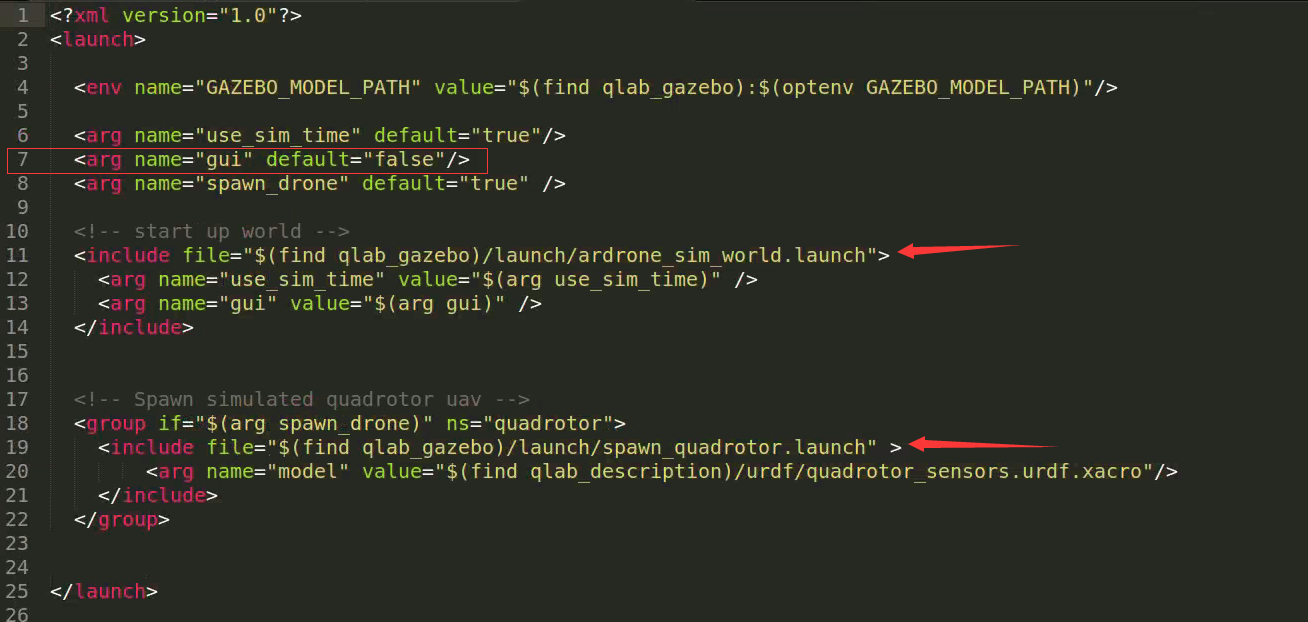 1 <?xml version="1.0"?>
2 <launch>
3
4   <env name="GAZEBO_MODEL_PATH" value="$(find qlab_gazebo):$(optenv GAZEBO_MODEL_PATH)"/>
5
6   <arg name="use_sim_time" default="true"/>
7   <arg name="gui" default="false"/>
8   <arg name="spawn_drone" default="true" />
9
10   <!-- start up world -->
11   <include file="$(find qlab_gazebo)/launch/ardrone_sim_world.launch">
12     <arg name="use_sim_time" value="$(arg use_sim_time)" />
13     <arg name="gui" value="$(arg gui)" />
14   </include>
15
16
17   <!-- Spawn simulated quadrotor uav -->
18   <group if="$(arg spawn_drone)" ns="quadrotor">
19     <include file="$(find qlab_gazebo)/launch/spawn_quadrotor.launch" >
20         <arg name="model" value="$(find qlab_description)/urdf/quadrotor_sensors.urdf.xacro"/>
21     </include>
22   </group>
23
24
25 </launch>
26